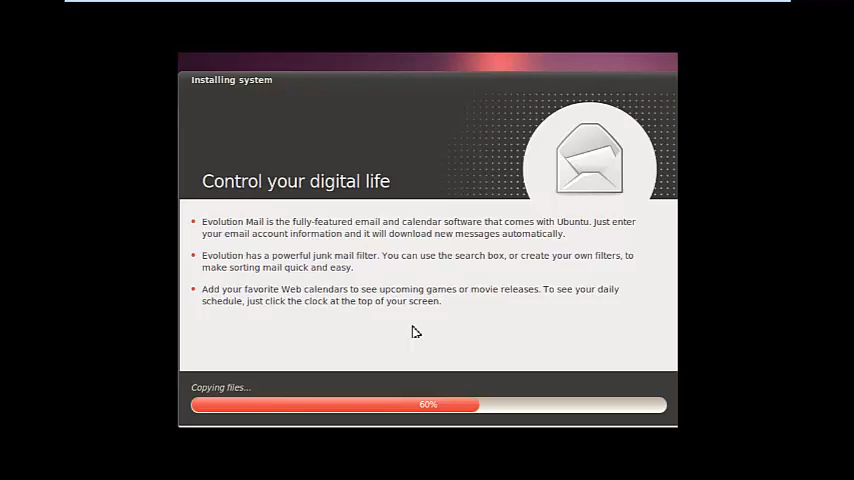 Installing system
Control your digital life
Evolution Mail is the fully-featured email and calendar software that comes with Ubuntu. Just enter
your email account information and it will download new messages automatically.
Evolution has a powerful junk mail filter. You can use the search box, or create your own filters, to
make sorting mail quick and easy.
Add your favorite Web calendars to see upcoming games or movie releases. To see your daily
schedule, just click the clock at the top of your screen.
Copying files...
60%